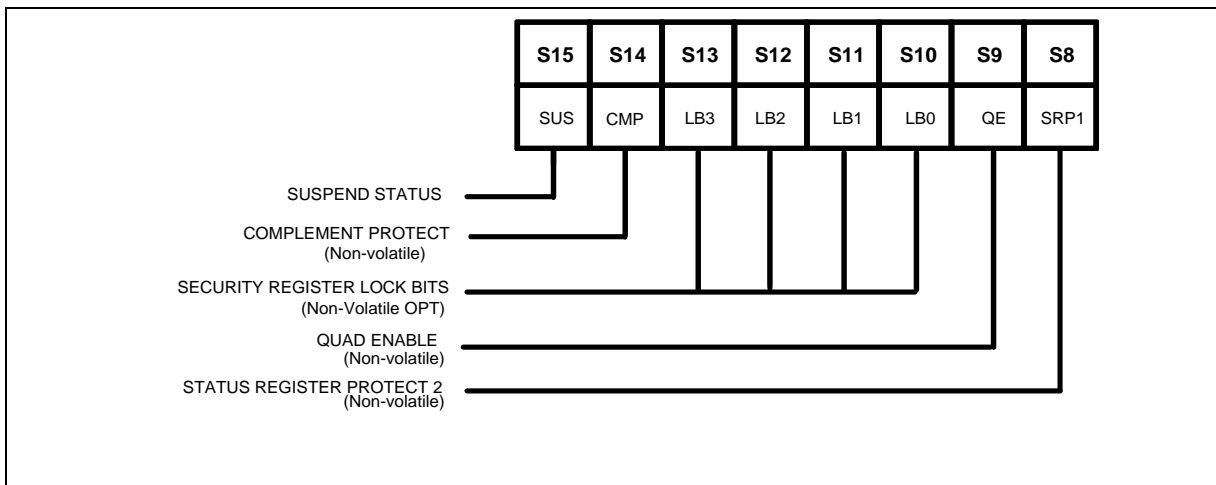 S15 S14 S13 S12 S11 S10 S9 S8
SUS CMP LB3 LB2 LB1 LB0 QE SRP1
SUSPEND STATUS
COMPLEMENT PROTECT
(Non-volatile)
SECURITY REGISTER LOCK BITS
(Non-Volatile OPT)
QUAD ENABLE
(Non-volatile)
STATUS REGISTER PROTECT 2
(Non-volatile)